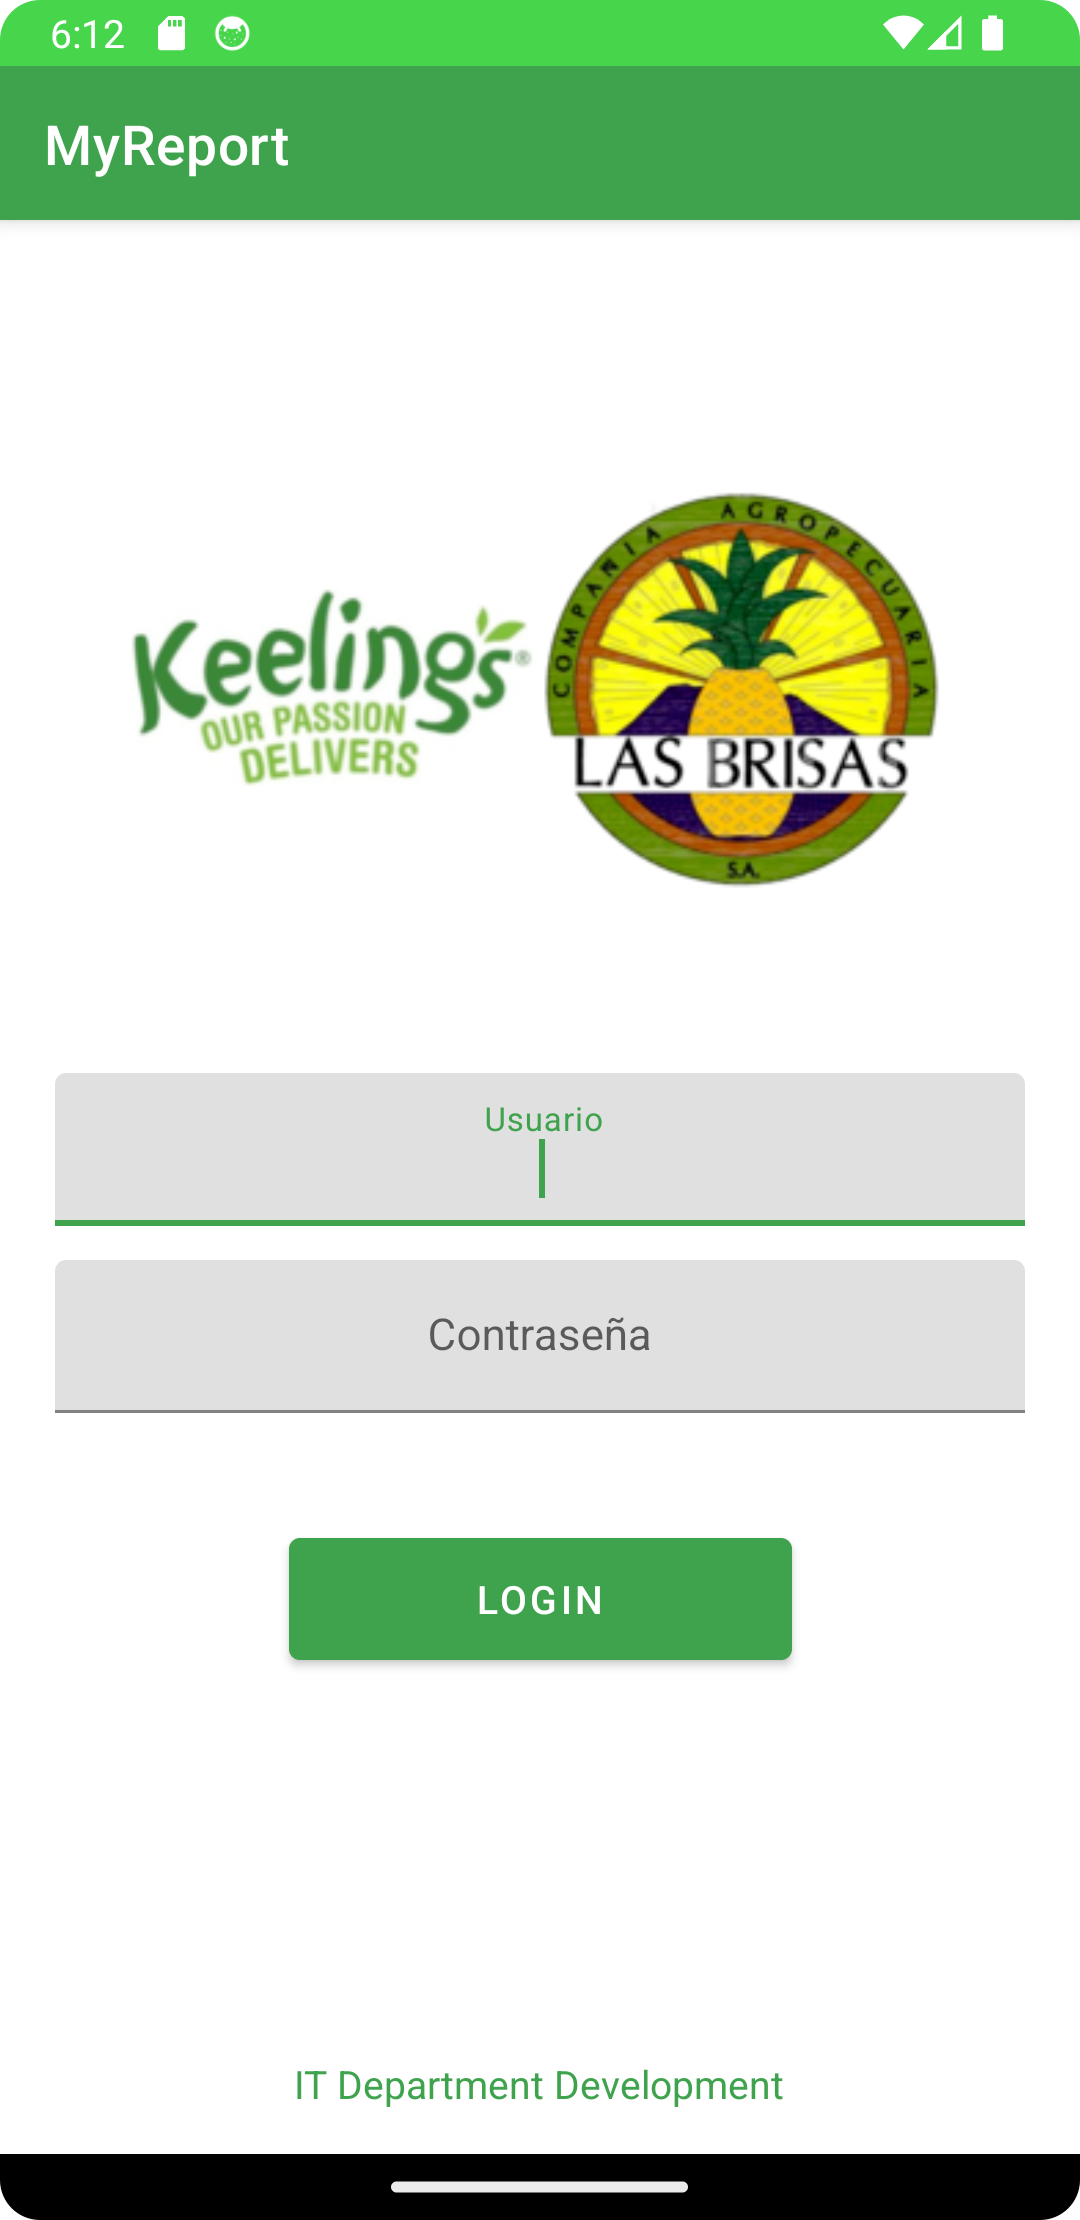 6:12
MyReport
Keelings®
OUR PASSION
DELIVERS
COMPAÑIA AGROPECUARIA
LAS BRISAS
S.A.
Usuario
Contraseña
LOGIN
IT Department Development